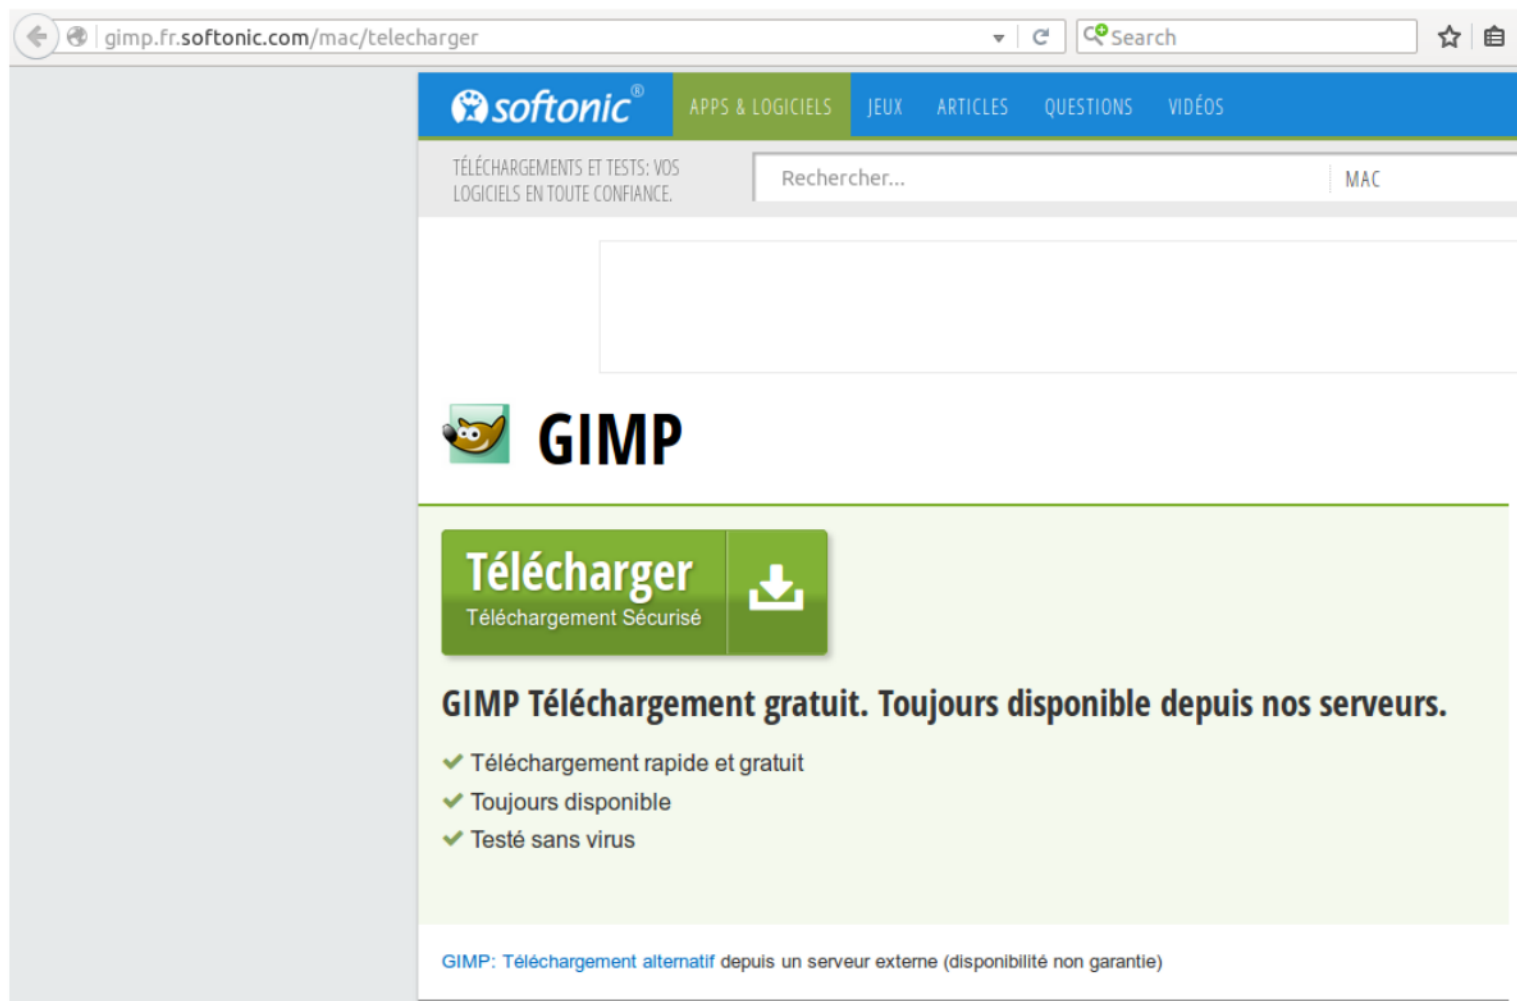 gimp.fr.softonic.com/mac/telecharger
Search
softonic®
APPS & LOGICIELS
JEUX
ARTICLES
QUESTIONS
VIDÉOS
TÉLÉCHARGEMENTS ET TESTS: VOS
LOGICIELS EN TOUTE CONFIANCE.
Rechercher...
MAC
GIMP
Télécharger
Téléchargement Sécurisé
GIMP Téléchargement gratuit. Toujours disponible depuis nos serveurs.
Téléchargement rapide et gratuit
Toujours disponible
Testé sans virus
GIMP: Téléchargement alternatif depuis un serveur externe (disponibilité non garantie)